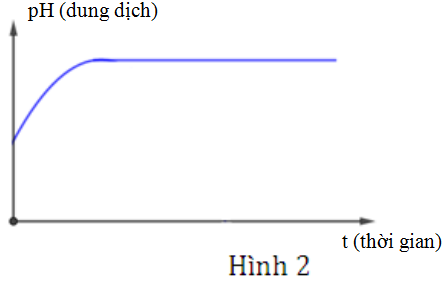 pH (dung dịch)
t (thời gian)
Hình 2